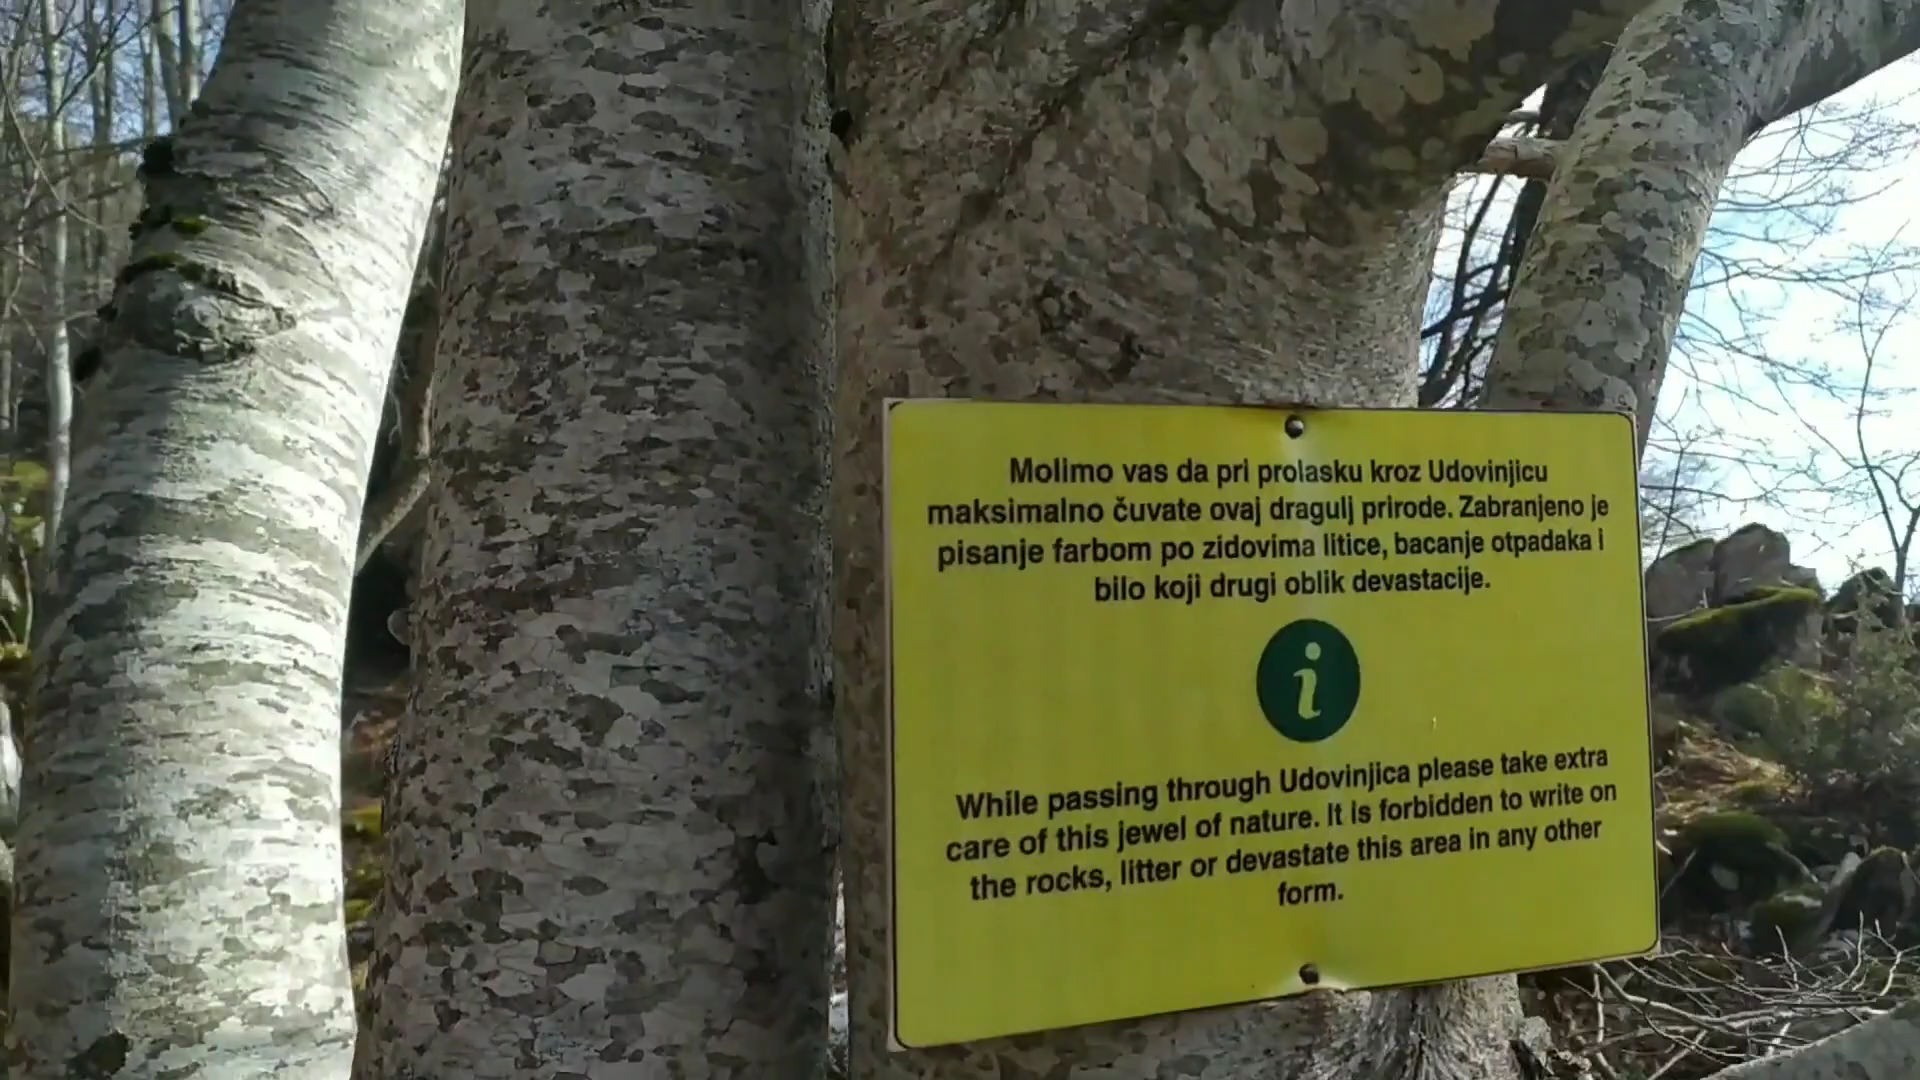 Molimo vas da pri prolasku kroz Udovinjicu
maksimalno čuvate ovaj dragulj prirode. Zabranjeno je
pisanje farbom po zidovima litice, bacanje otpadaka i
bilo koji drugi oblik devastacije.
i
While passing through Udovinjica please take extra
care of this jewel of nature. It is forbidden to write on
the rocks, litter or devastate this area in any other
form.